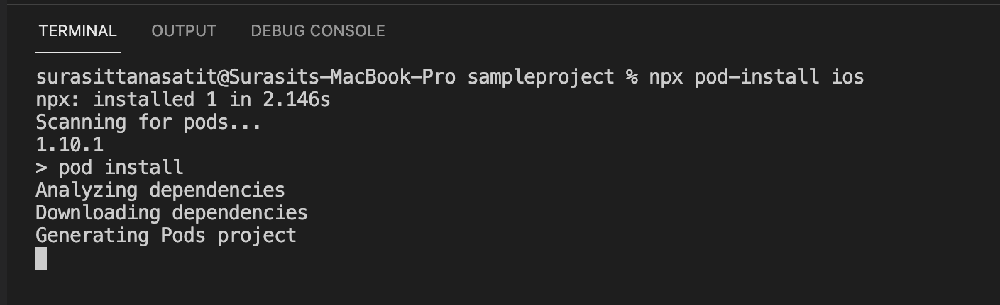 TERMINAL OUTPUT DEBUG CONSOLE
surasittanasatit@Surasits-MacBook-Pro sampleproject % npx pod-install ios
npx: installed 1 in 2.146s
Scanning for pods...
1.10.1
> pod install
Analyzing dependencies
Downloading dependencies
Generating Pods project